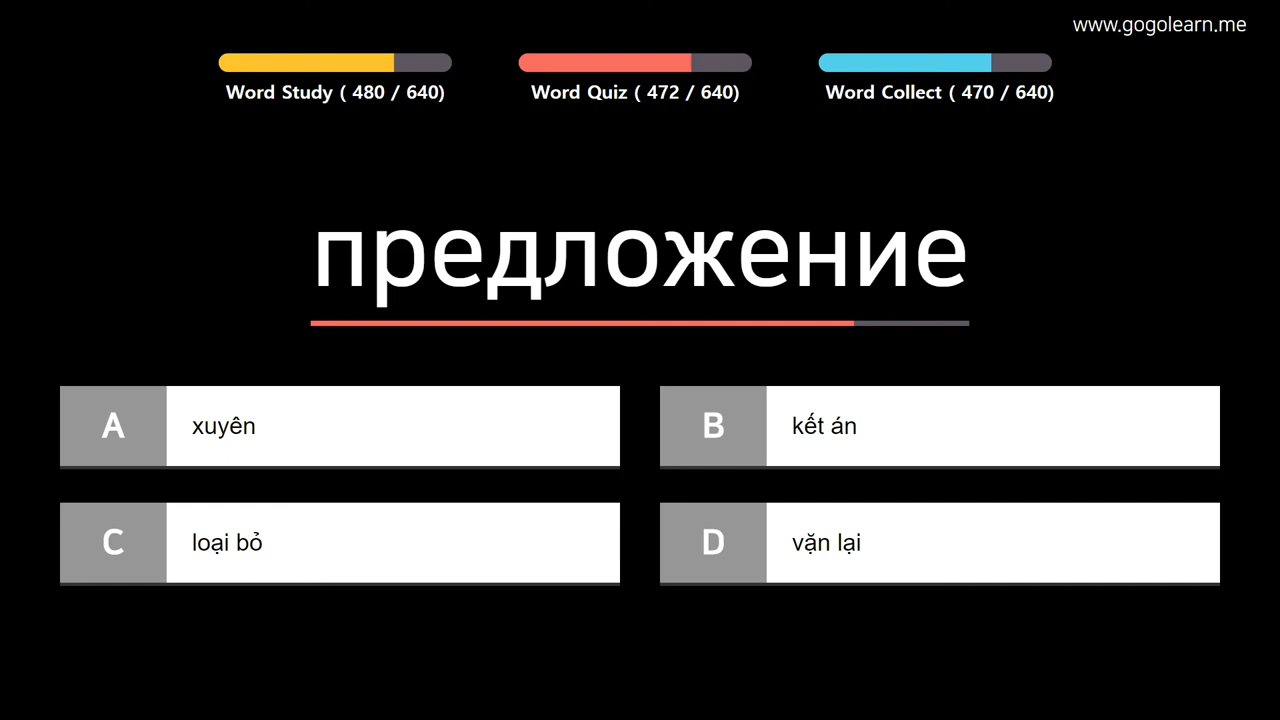 www.gogolearn.me
Word Study ( 480 / 640)
Word Quiz ( 472 / 640)
Word Collect ( 470 / 640)
предложение
A xuyên
B kết án
C loại bỏ
D vặn lại